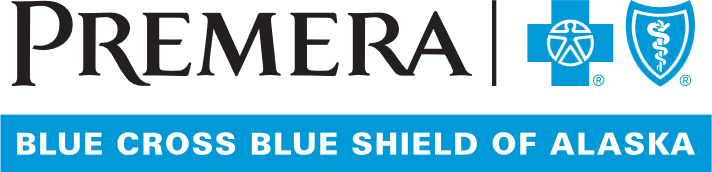 PREMERA
® ®
BLUE CROSS BLUE SHIELD OF ALASKA